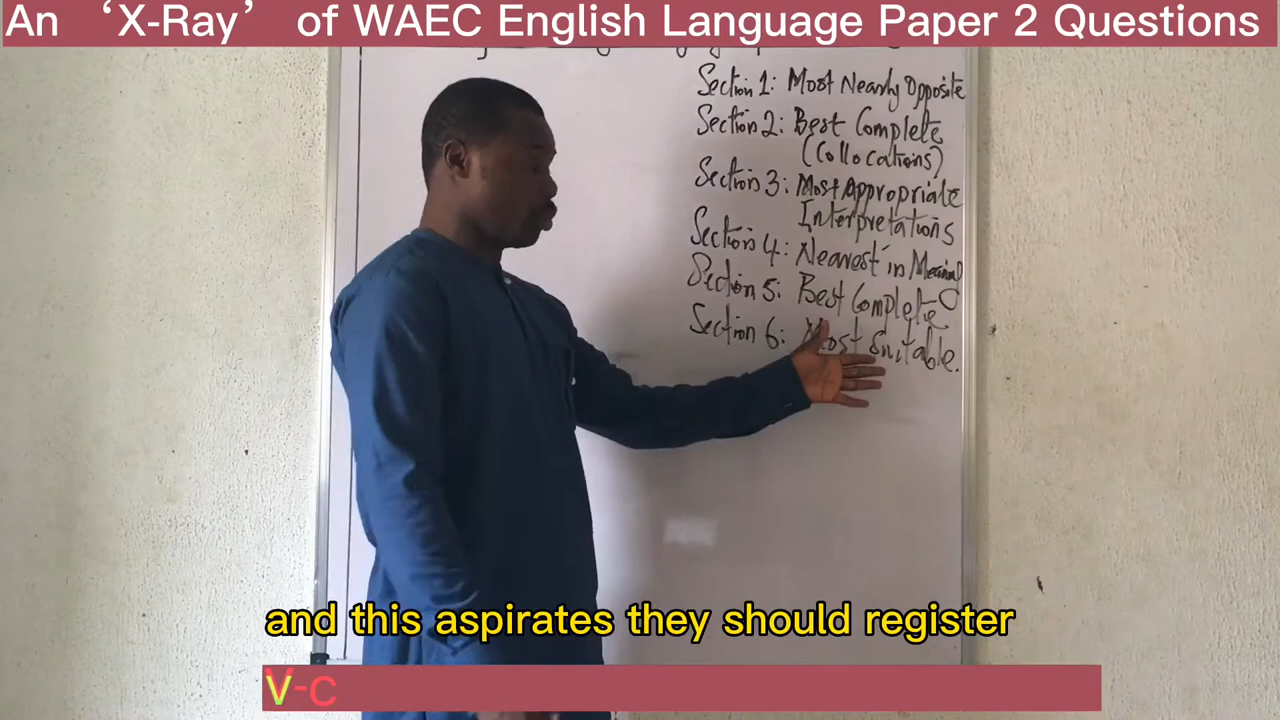 An ‘X-Ray’ of WAEC English Language Paper 2 Questions
Section 1: Most Nearly Opposite
Section 2: Best Complete
(Collocations)
Section 3: Most Appropriate
Interpretations
Section 4: Nearest in Meaning
Section 5: Best Complete
Section 6: Most Suitable.
and this aspirates they should register
V-C